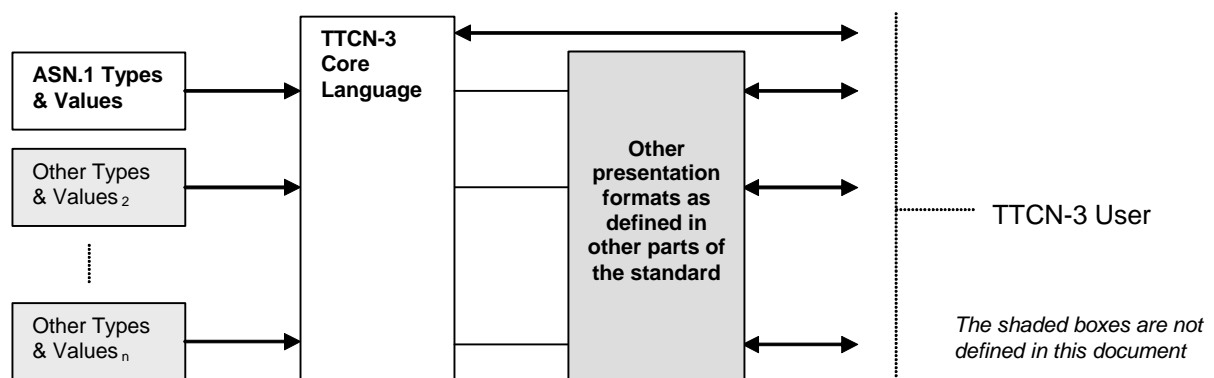 TTCN-3
Core
Language
ASN.1 Types
& Values
Other Types
& Values 2
Other Types
& Values n
Other
presentation
formats as
defined in
other parts of
the standard
TTCN-3 User
The shaded boxes are not
defined in this document